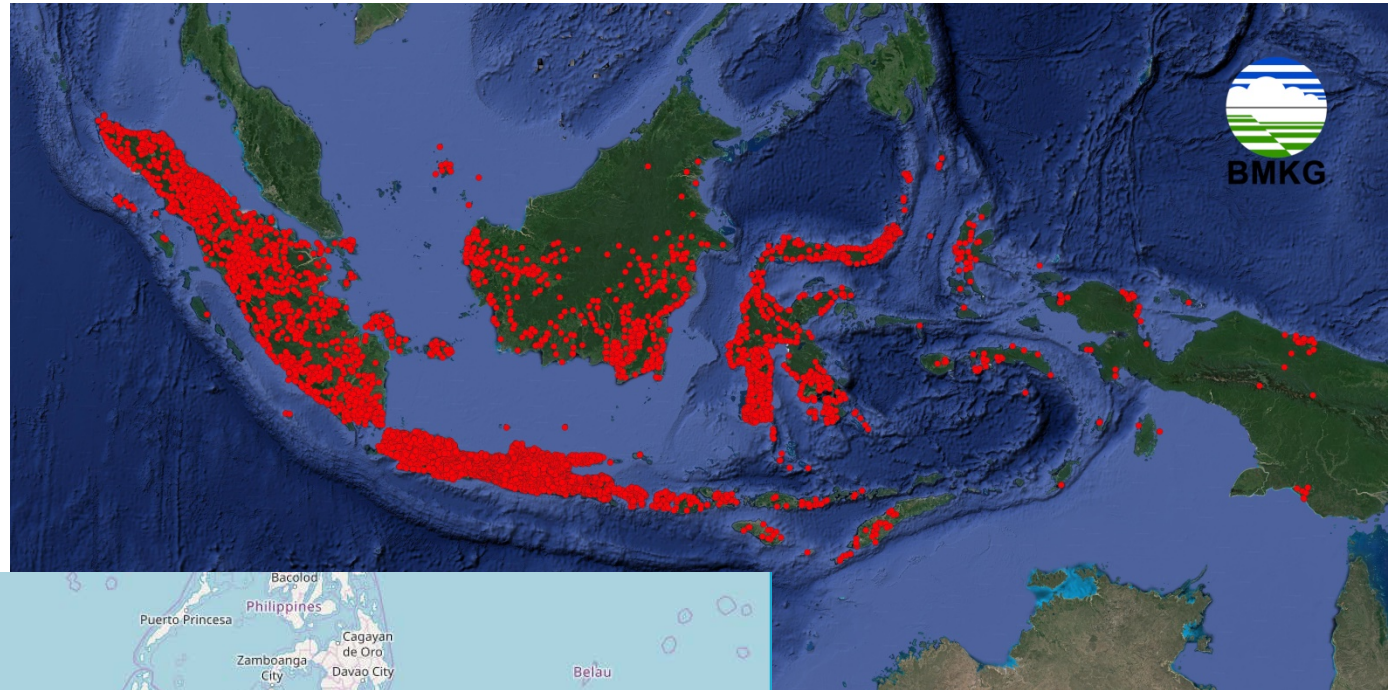 BMKG
Bacolod
Philippines
Puerto Princesa
Cagayan
de Oro
Zamboanga
City
Davao City
Belau